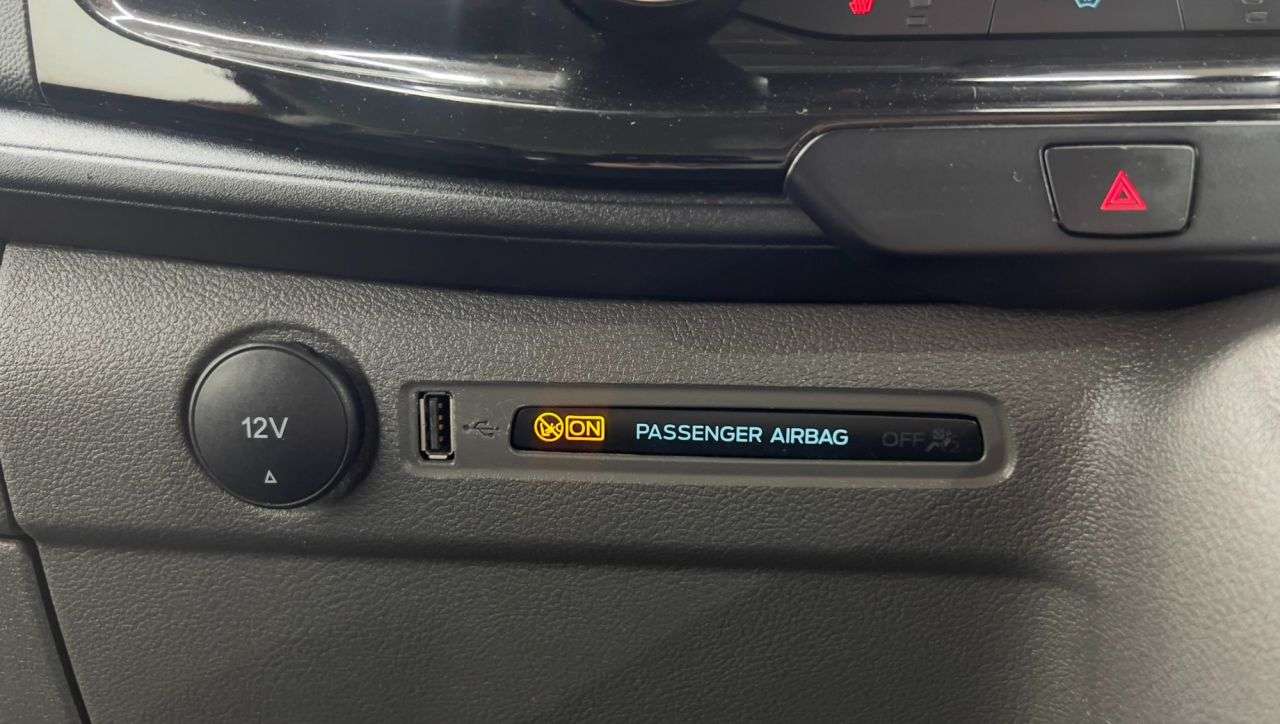 12V
ON PASSENGER AIRBAG OFF